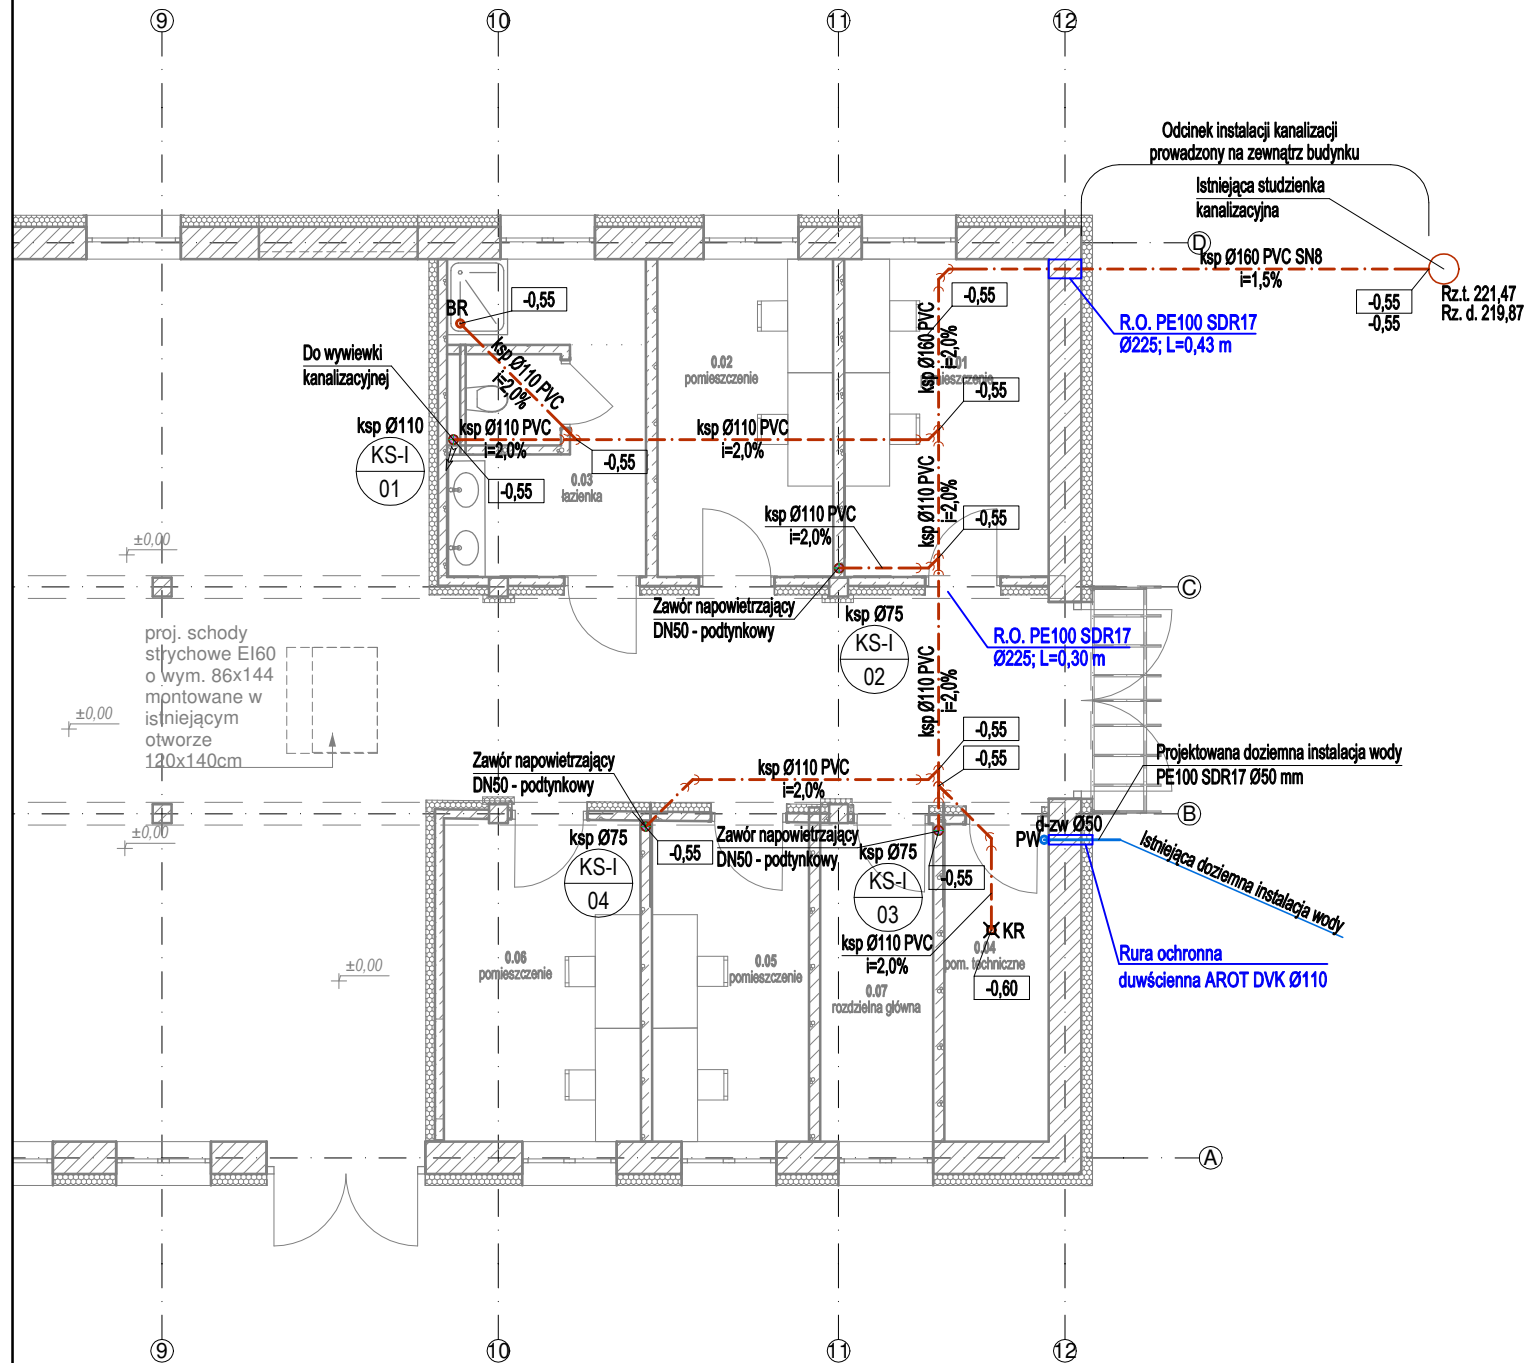 9
10
11
12
Odcinek instalacji kanalizacji
prowadzony na zewnątrz budynku
Istniejąca studzienka
kanalizacyjna
D
ksp Ø160 PVC SN8
i=1,5%
-0,55
-0,55
Rz.t. 221,47
Rz. d. 219,87
R.O. PE100 SDR17
Ø225; L=0,43 m
BR
-0,55
-0,55
ksp Ø160 PVC
i=2,0%
Do wywiewki
kanalizacyjnej
ksp Ø110 PVC
i=2,0%
0.02
pomieszczenie
-0,55
ksp Ø110
KS-I
01
ksp Ø110 PVC
i=2,0%
ksp Ø110 PVC
i=2,0%
-0,55
-0,55
0.03
łazienka
ksp Ø110 PVC
i=2,0%
ksp Ø110 PVC
i=2,0%
-0,55
±0,00
C
Zawór napowietrzający
DN50 - podtynkowy
ksp Ø75
KS-I
02
R.O. PE100 SDR17
Ø225; L=0,30 m
proj. schody
strychowe EI60
o wym. 86x144
montowane w
istniejącym
otworze
120x140cm
±0,00
ksp Ø110 PVC
i=2,0%
-0,55
-0,55
Zawór napowietrzający
DN50 - podtynkowy
ksp Ø110 PVC
i=2,0%
Projektowana doziemna instalacja wody
PE100 SDR17 Ø50 mm
B
±0,00
ksp Ø75
KS-I
04
-0,55
Zawór napowietrzający
DN50 - podtynkowy
ksp Ø75
KS-I
03
-0,55
d-zw Ø50
PW
Istniejąca doziemna instalacja wody
KR
ksp Ø110 PVC
i=2,0%
0.04
pom. techniczne
-0,60
Rura ochronna
duwścienna AROT DVK Ø110
±0,00
0.06
pomieszczenie
0.05
pomieszczenie
0.07
rozdzielna główna
A
9
10
11
12